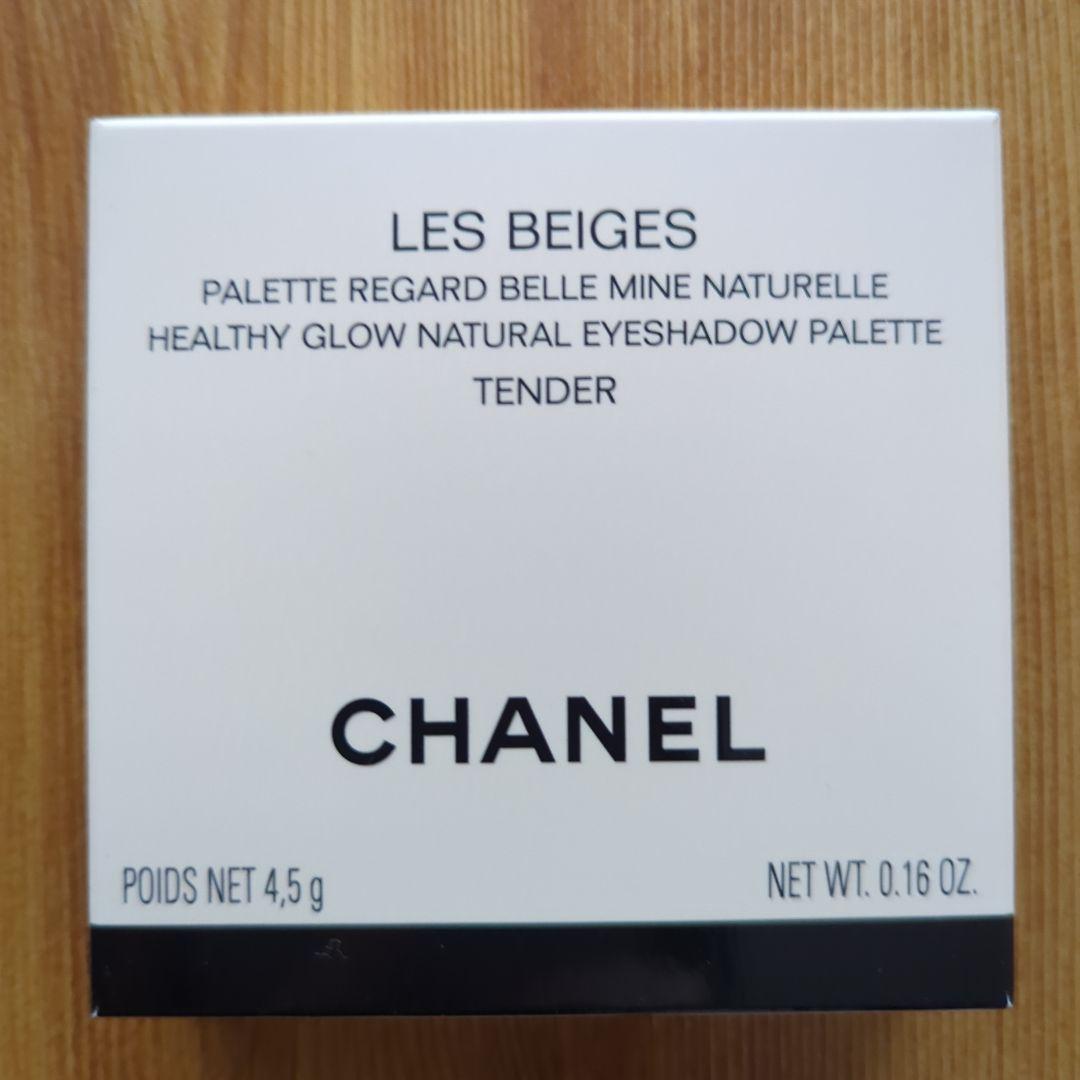 LES BEIGES
PALETTE REGARD BELLE MINE NATURELLE
HEALTHY GLOW NATURAL EYESHADOW PALETTE
TENDER
CHANEL
POIDS NET 4,5 g
NET WT. 0.16 OZ.